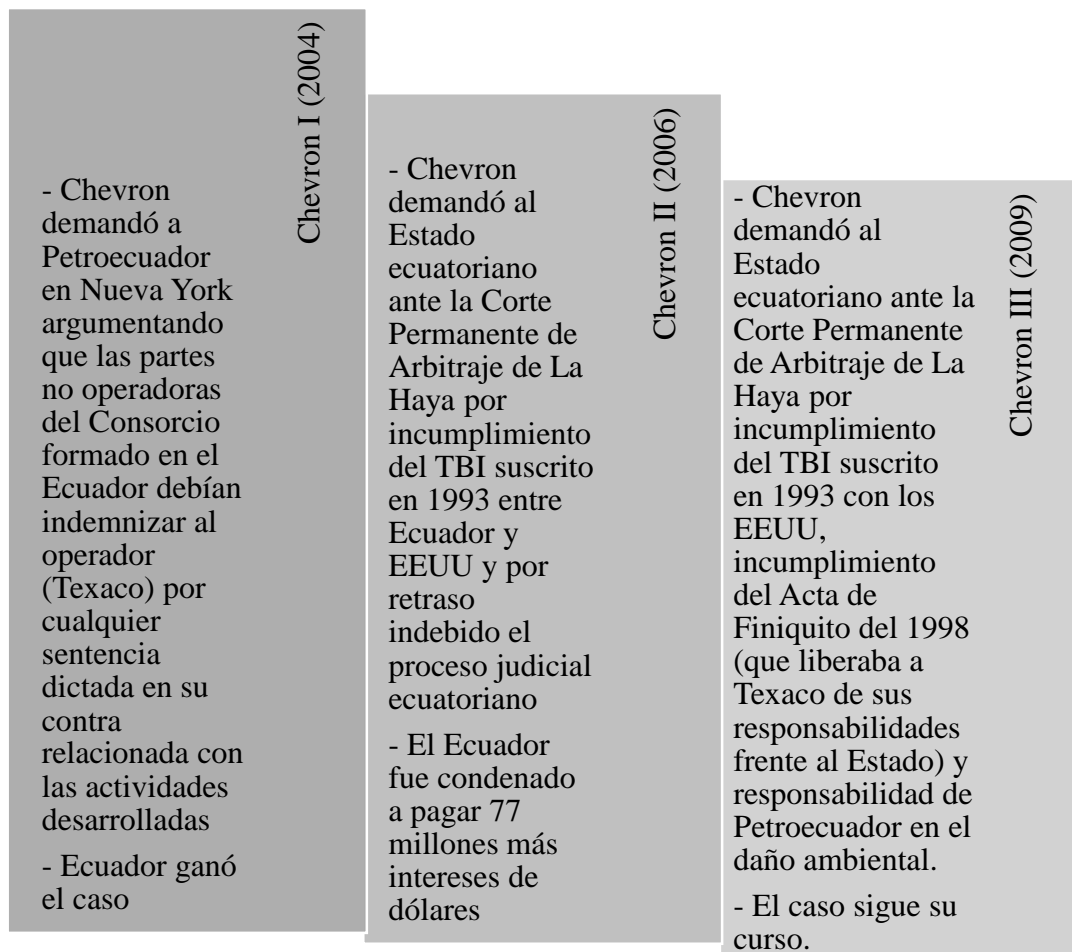 Chevron I (2004)
- Chevron
demandó a
Petroecuador
en Nueva York
argumentando
que las partes
no operadoras
del Consorcio
formado en el
Ecuador debían
indemnizar al
operador
(Texaco) por
cualquier
sentencia
dictada en su
contra
relacionada con
las actividades
desarrolladas
- Ecuador ganó
el caso
Chevron II (2006)
- Chevron
demandó al
Estado
ecuatoriano
ante la Corte
Permanente de
Arbitraje de La
Haya por
incumplimiento
del TBI suscrito
en 1993 entre
Ecuador y
EEUU y por
retraso
indebido el
proceso judicial
ecuatoriano
- El Ecuador
fue condenado
a pagar 77
millones más
intereses de
dólares
Chevron III (2009)
- Chevron
demandó al
Estado
ecuatoriano ante la
Corte Permanente
de Arbitraje de La
Haya por
incumplimiento
del TBI suscrito
en 1993 con los
EEUU,
incumplimiento
del Acta de
Finiquito del 1998
(que liberaba a
Texaco de sus
responsabilidades
frente al Estado) y
responsabilidad de
Petroecuador en el
daño ambiental.
- El caso sigue su
curso.